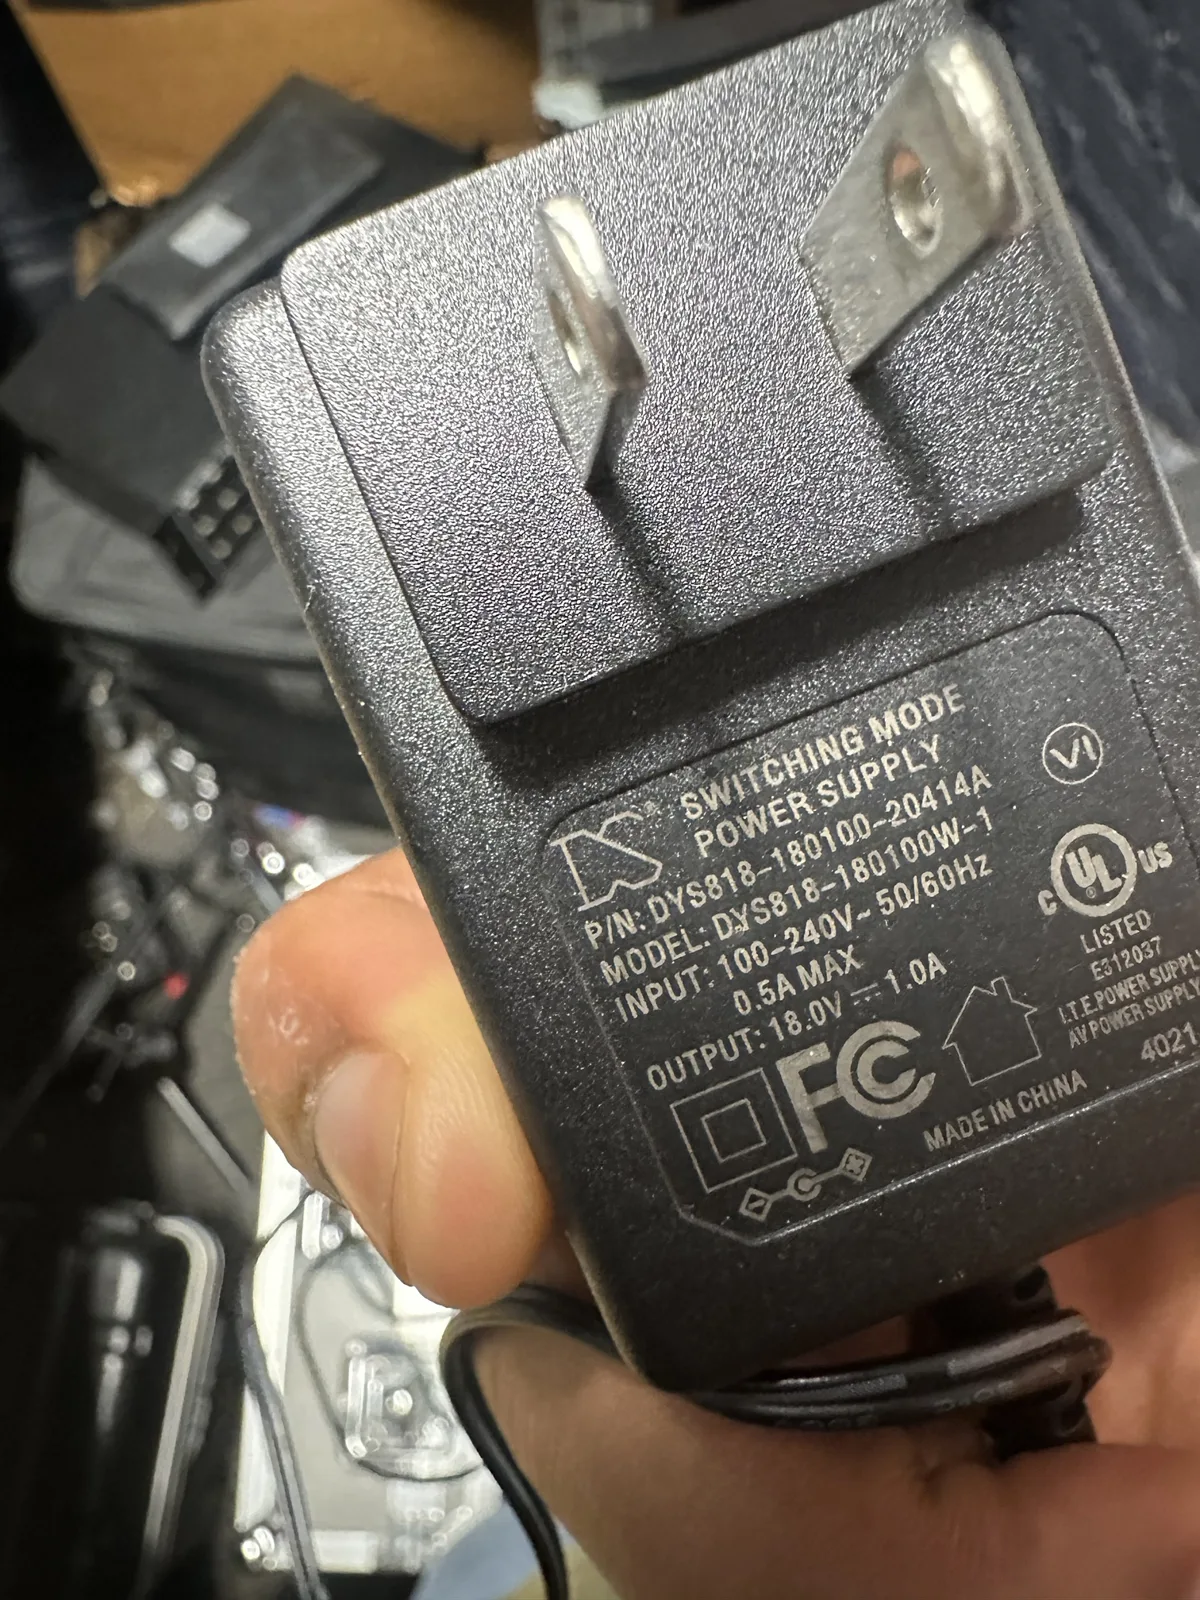 DS® SWITCHING MODE
POWER SUPPLY
P/N: DYS818-180100-20414A
MODEL: DYS818-180100W-1
INPUT: 100-240V~ 50/60Hz
0.5A MAX
OUTPUT: 18.0V ⎓ 1.0A
FC
MADE IN CHINA
VI
c UL US
LISTED
E312037
I.T.E.POWER SUPPLY
AV POWER SUPPLY
4021